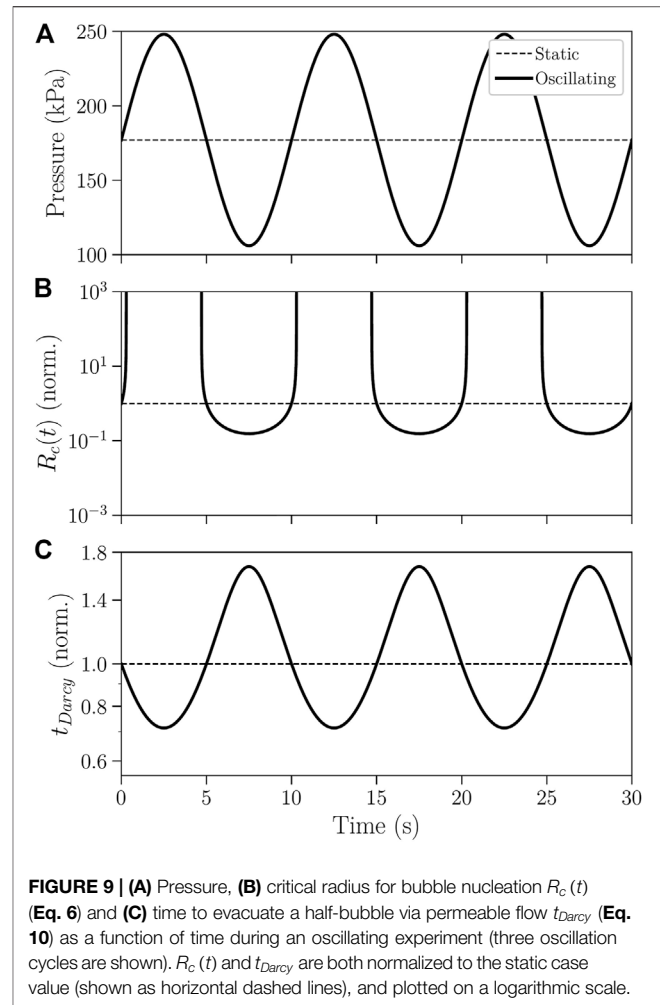 A
250
200
150
100
Pressure (kPa)
Static
Oscillating
B
10³
10¹
10⁻¹
10⁻³
R_c(t) (norm.)
C
1.8
1.4
1.0
0.8
0.6
t_Darcy (norm.)
0 5 10 15 20 25 30
Time (s)
FIGURE 9 | (A) Pressure, (B) critical radius for bubble nucleation R_c (t)
(Eq. 6) and (C) time to evacuate a half-bubble via permeable flow t_Darcy (Eq.
10) as a function of time during an oscillating experiment (three oscillation
cycles are shown). R_c (t) and t_Darcy are both normalized to the static case
value (shown as horizontal dashed lines), and plotted on a logarithmic scale.